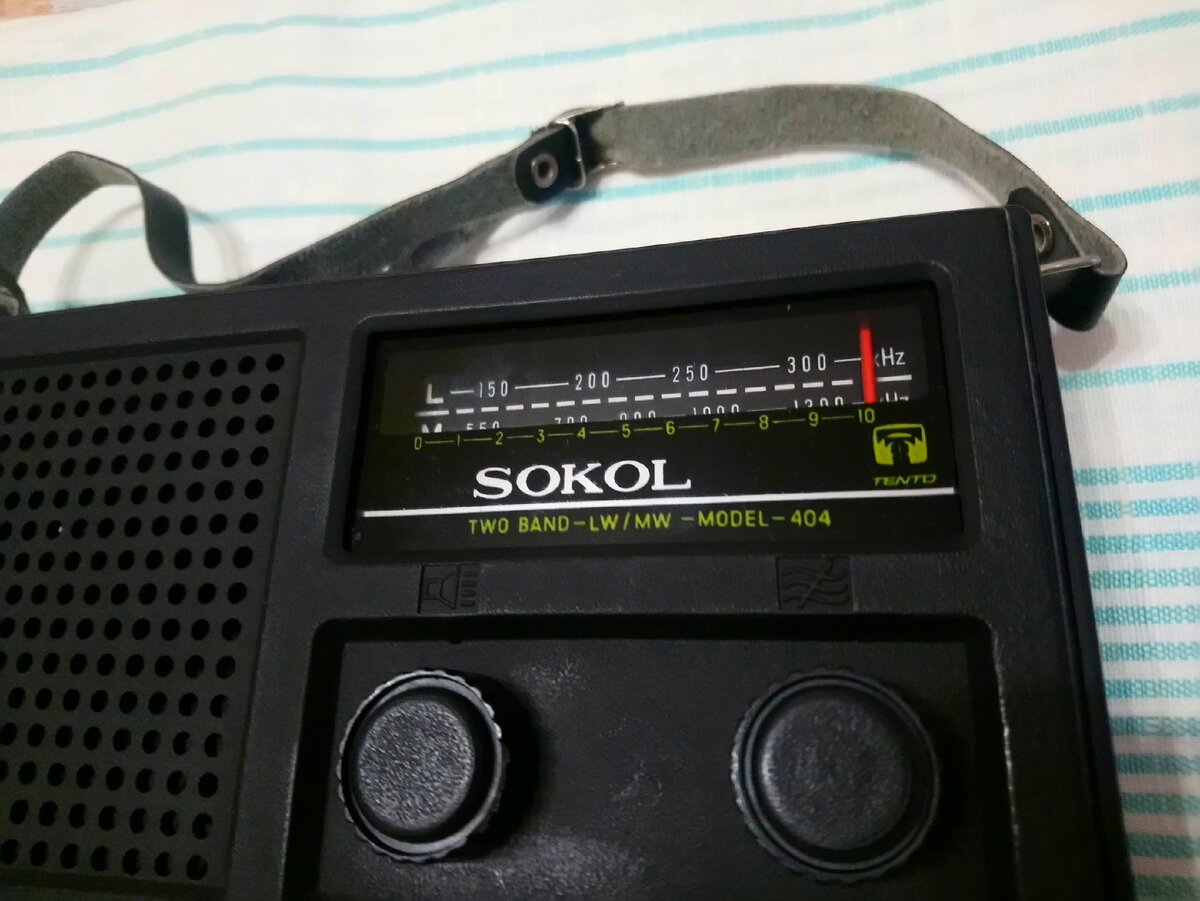 L 150 200 250 300 kHz
0 1 2 3 4 5 6 7 8 9 10
SOKOL
TENTO
TWO BAND-LW/MW-MODEL-404